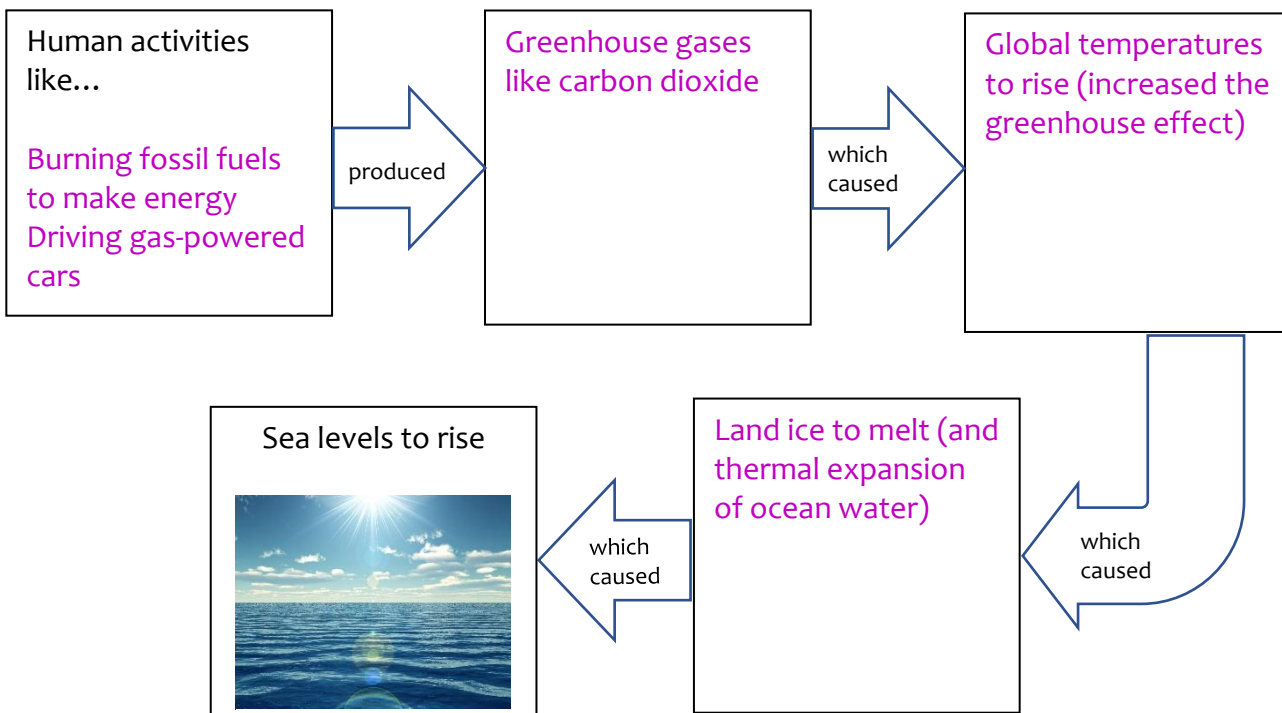 Human activities
like…
Burning fossil fuels
to make energy
Driving gas-powered
cars
produced
Greenhouse gases
like carbon dioxide
which
caused
Global temperatures
to rise (increased the
greenhouse effect)
which
caused
Land ice to melt (and
thermal expansion
of ocean water)
which
caused
Sea levels to rise